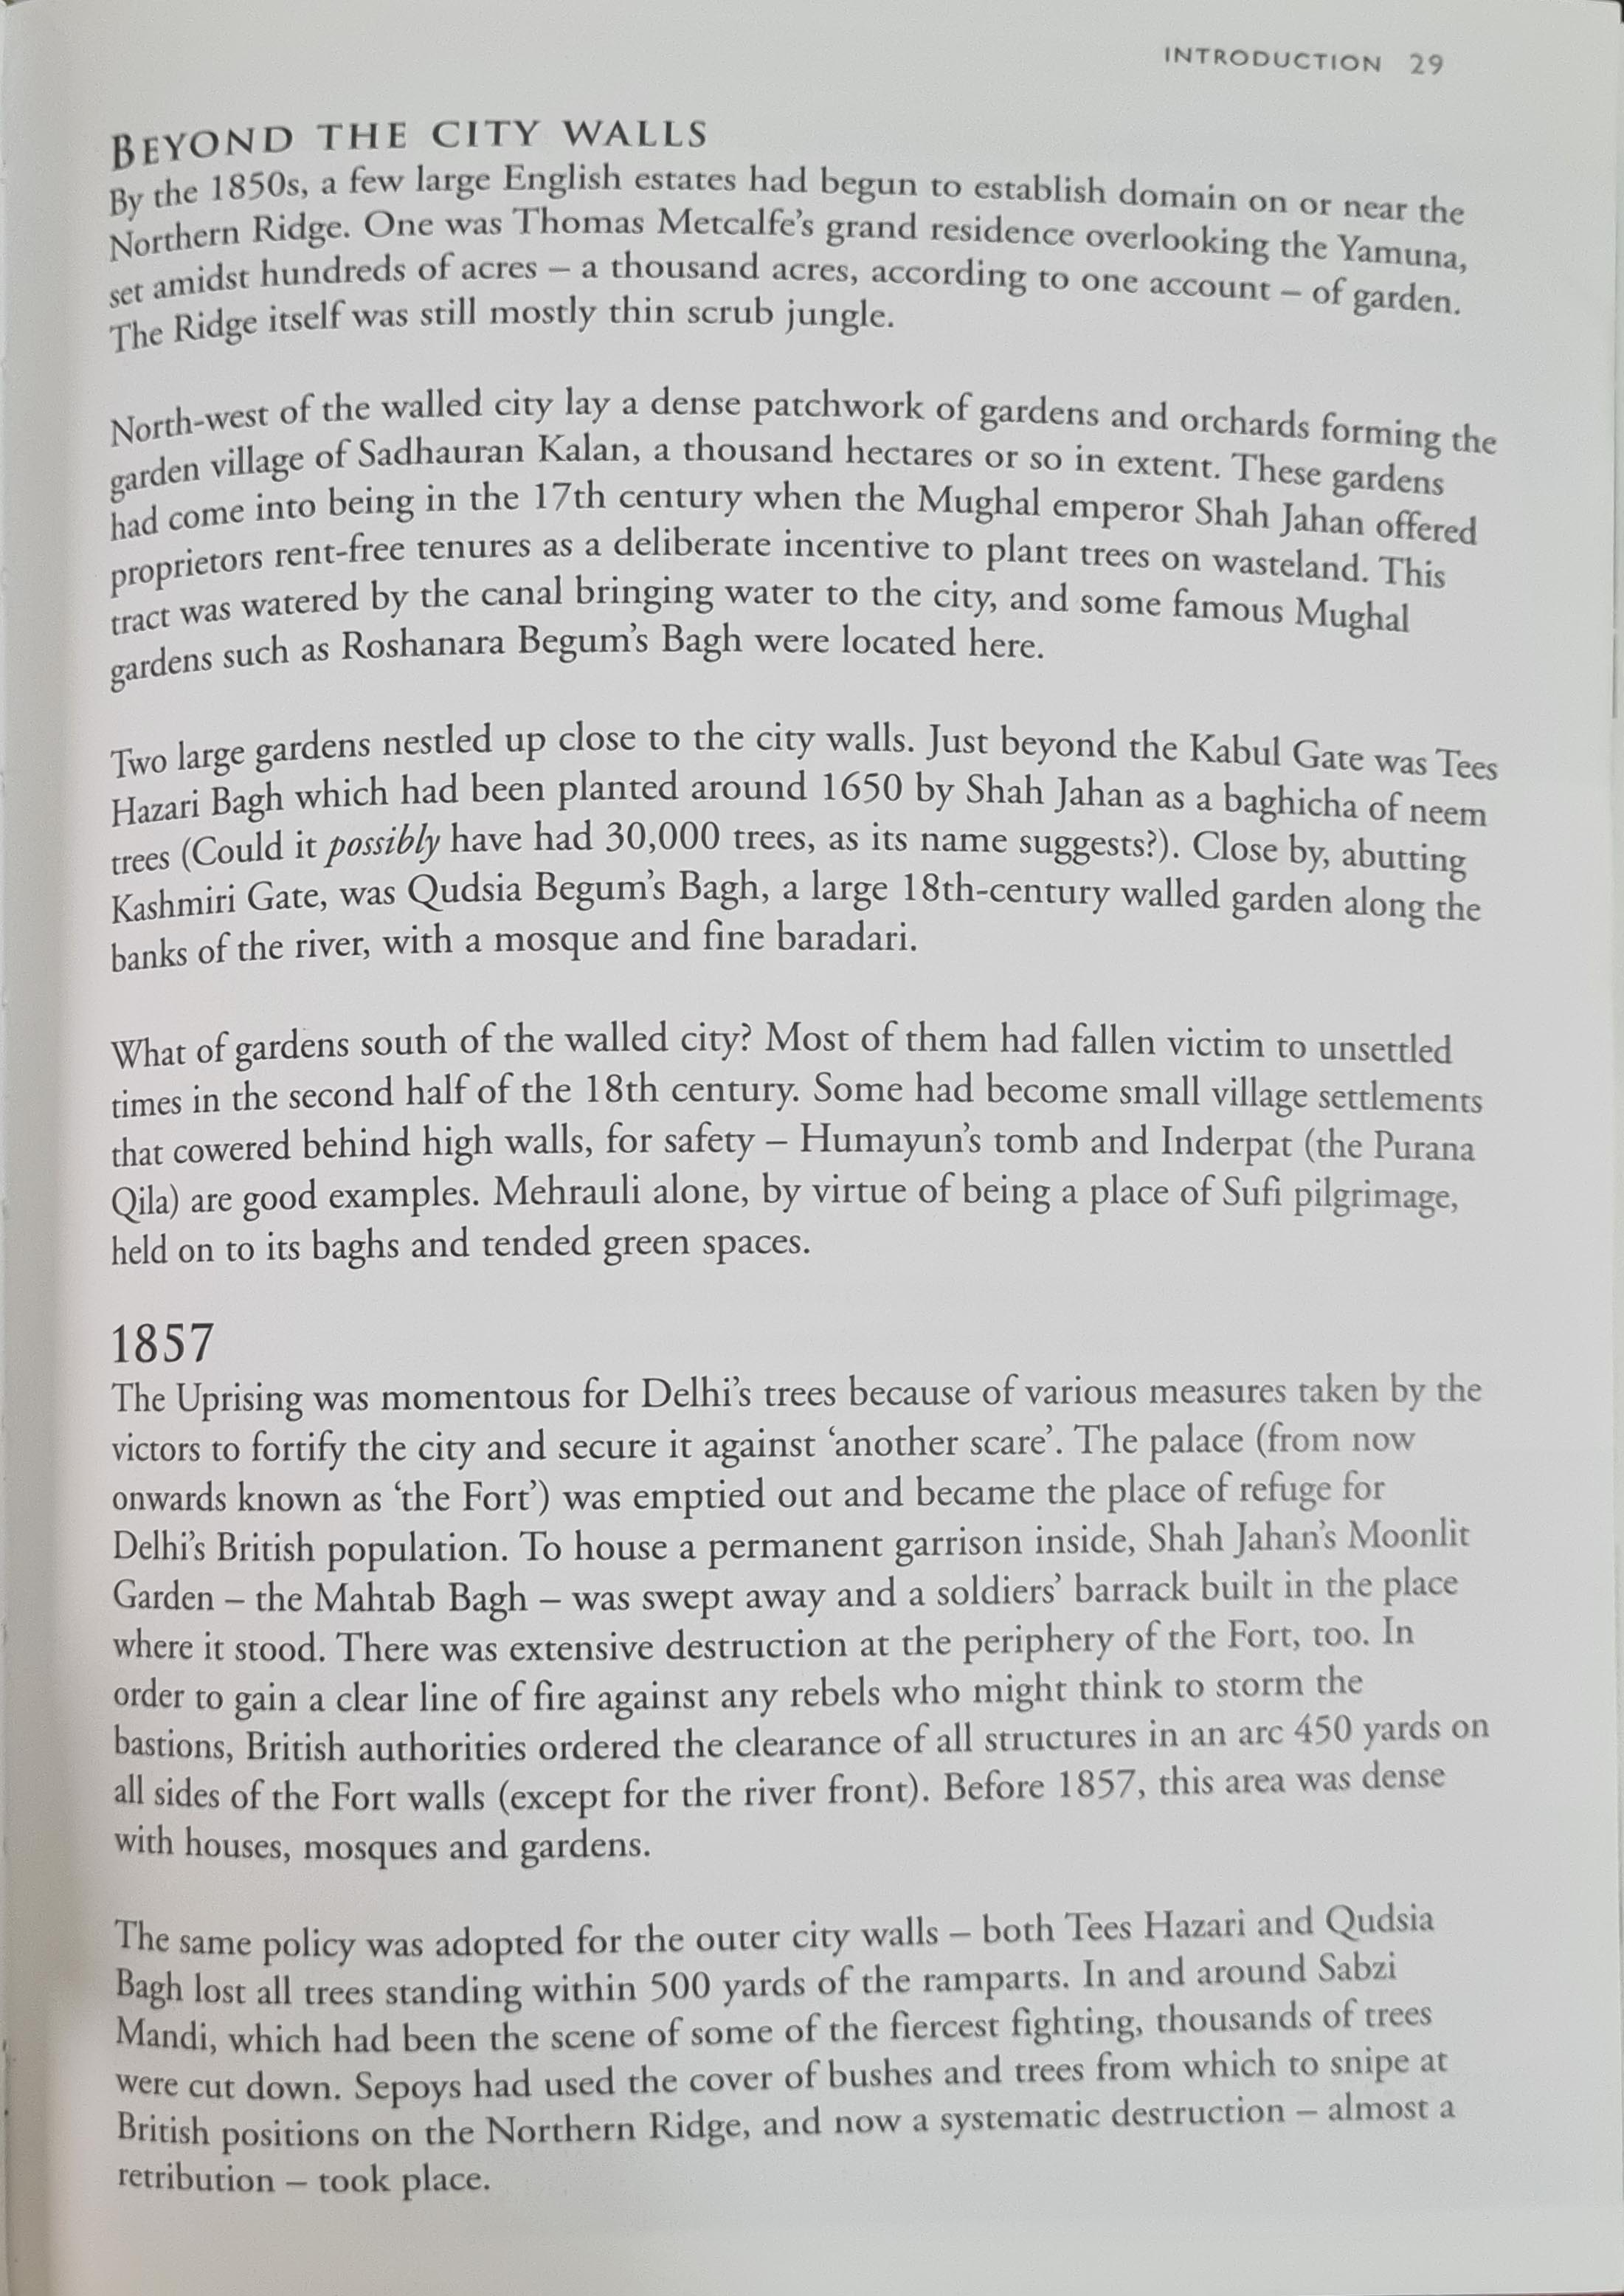 INTRODUCTION 29
BEYOND THE CITY WALLS
By the 1850s, a few large English estates had begun to establish domain on or near the
Northern Ridge. One was Thomas Metcalfe's grand residence overlooking the Yamuna,
set amidst hundreds of acres – a thousand acres, according to one account – of garden.
The Ridge itself was still mostly thin scrub jungle.
North-west of the walled city lay a dense patchwork of gardens and orchards forming the
garden village of Sadhauran Kalan, a thousand hectares or so in extent. These gardens
had come into being in the 17th century when the Mughal emperor Shah Jahan offered
proprietors rent-free tenures as a deliberate incentive to plant trees on wasteland. This
tract was watered by the canal bringing water to the city, and some famous Mughal
gardens such as Roshanara Begum's Bagh were located here.
Two large gardens nestled up close to the city walls. Just beyond the Kabul Gate was Tees
Hazari Bagh which had been planted around 1650 by Shah Jahan as a baghicha of neem
trees (Could it possibly have had 30,000 trees, as its name suggests?). Close by, abutting
Kashmiri Gate, was Qudsia Begum's Bagh, a large 18th-century walled garden along the
banks of the river, with a mosque and fine baradari.
What of gardens south of the walled city? Most of them had fallen victim to unsettled
times in the second half of the 18th century. Some had become small village settlements
that cowered behind high walls, for safety – Humayun's tomb and Inderpat (the Purana
Qila) are good examples. Mehrauli alone, by virtue of being a place of Sufi pilgrimage,
held on to its baghs and tended green spaces.
1857
The Uprising was momentous for Delhi's trees because of various measures taken by the
victors to fortify the city and secure it against 'another scare'. The palace (from now
onwards known as 'the Fort') was emptied out and became the place of refuge for
Delhi's British population. To house a permanent garrison inside, Shah Jahan's Moonlit
Garden – the Mahtab Bagh – was swept away and a soldiers' barrack built in the place
where it stood. There was extensive destruction at the periphery of the Fort, too. In
order to gain a clear line of fire against any rebels who might think to storm the
bastions, British authorities ordered the clearance of all structures in an arc 450 yards on
all sides of the Fort walls (except for the river front). Before 1857, this area was dense
with houses, mosques and gardens.
The same policy was adopted for the outer city walls – both Tees Hazari and Qudsia
Bagh lost all trees standing within 500 yards of the ramparts. In and around Sabzi
Mandi, which had been the scene of some of the fiercest fighting, thousands of trees
were cut down. Sepoys had used the cover of bushes and trees from which to snipe at
British positions on the Northern Ridge, and now a systematic destruction – almost a
retribution – took place.